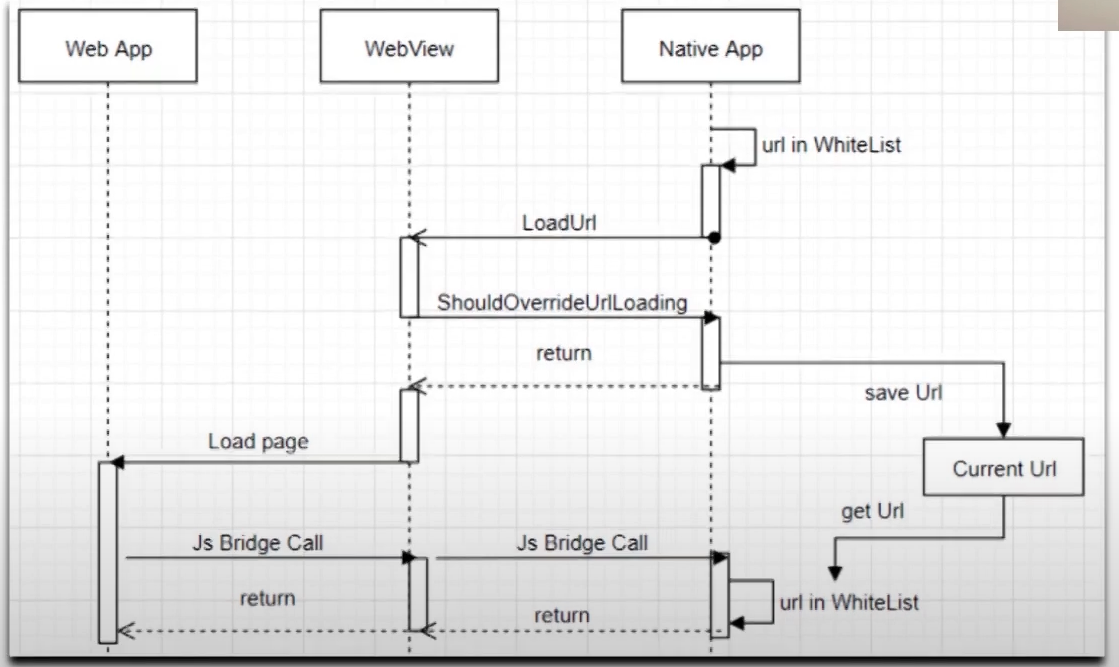 Web App
WebView
Native App
url in WhiteList
LoadUrl
ShouldOverrideUrlLoading
return
save Url
Load page
Current Url
get Url
Js Bridge Call
Js Bridge Call
return
return
url in WhiteList